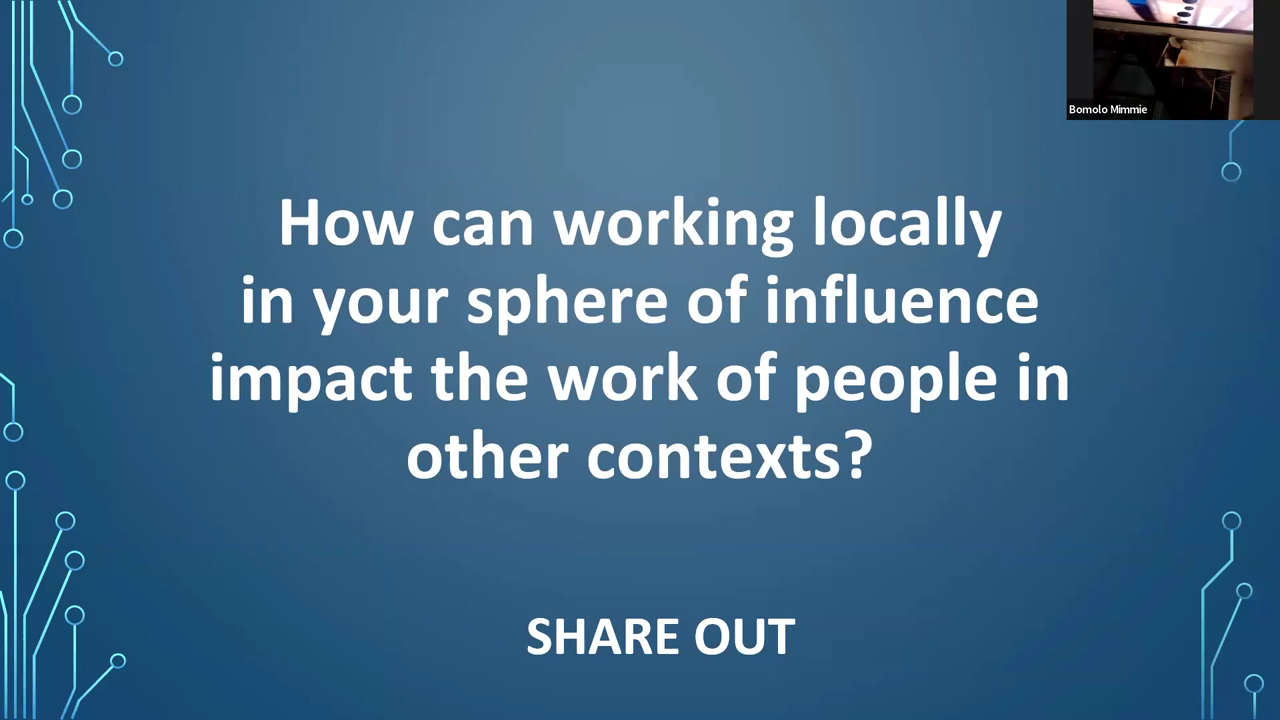 Bomolo Mimmie
How can working locally
in your sphere of influence
impact the work of people in
other contexts?
SHARE OUT